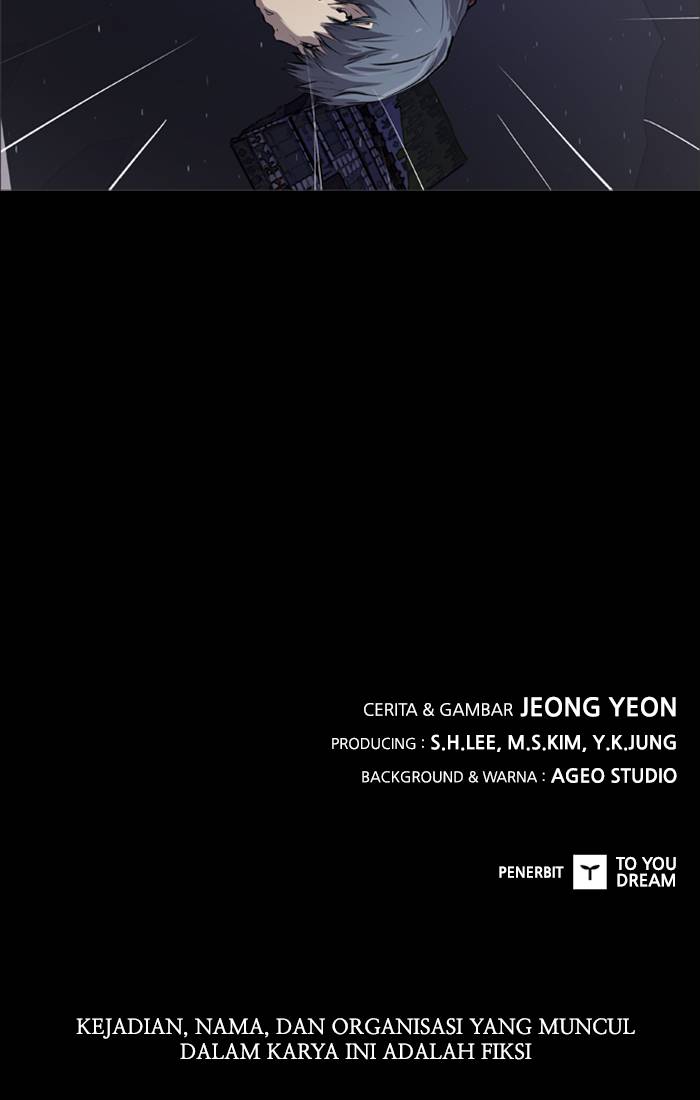 CERITA & GAMBAR JEONG YEON
PRODUCING : S.H.LEE, M.S.KIM, Y.K.JUNG
BACKGROUND & WARNA : AGEO STUDIO
PENERBIT TO YOU
DREAM
KEJADIAN, NAMA, DAN ORGANISASI YANG MUNCUL
DALAM KARYA INI ADALAH FIKSI